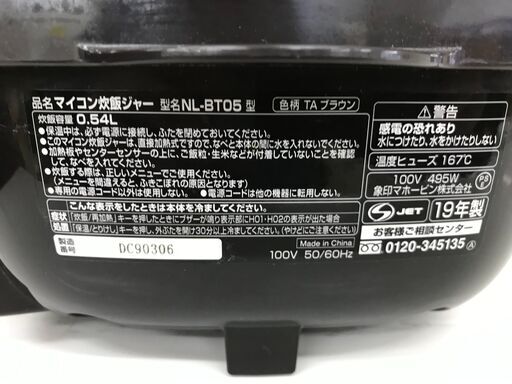 品名 マイコン炊飯ジャー 型名 NL-BT05型 色柄 TA ブラウン
炊飯容量 0.54L
●保温中は、必ず電源に接続し、ふたを閉めておいてください。
●このマイコン炊飯ジャーは、直接加熱式ですので、なべと本体の間に水を入れないでください。
●加熱板やセンターセンサーの上に、ご飯粒・生米などが付着していないことを確認
して、なべを入れてください。
●炊飯する際は、正しいメニューでご使用ください。
(メニューを間違えると、ふきこぼれの原因となります)
●専用の電源コード以外は、使用しないでください。 ●電源コードは他の機器に転用しない。
こんな表示をしたときは本体を冷ましてください。
症状 「炊飯/再加熱」キーを押したときにブザーが鳴り表示部にH01・H02の表示が出た場合
処置 「保温/とりけし」キーを押し、外ぶたを開け30分以上冷ましてください。(やけどにご注意ください)
製造
番号 DC90306
Made in China
100V 50/60Hz
⚠警告
感電の恐れあり
水につけたり、水をかけたりしない
温度ヒューズ 167℃
100V 495W
象印マホービン株式会社
PS
E
S JET 19年製
お客様ご相談センター
0120-345135 Ⓐ